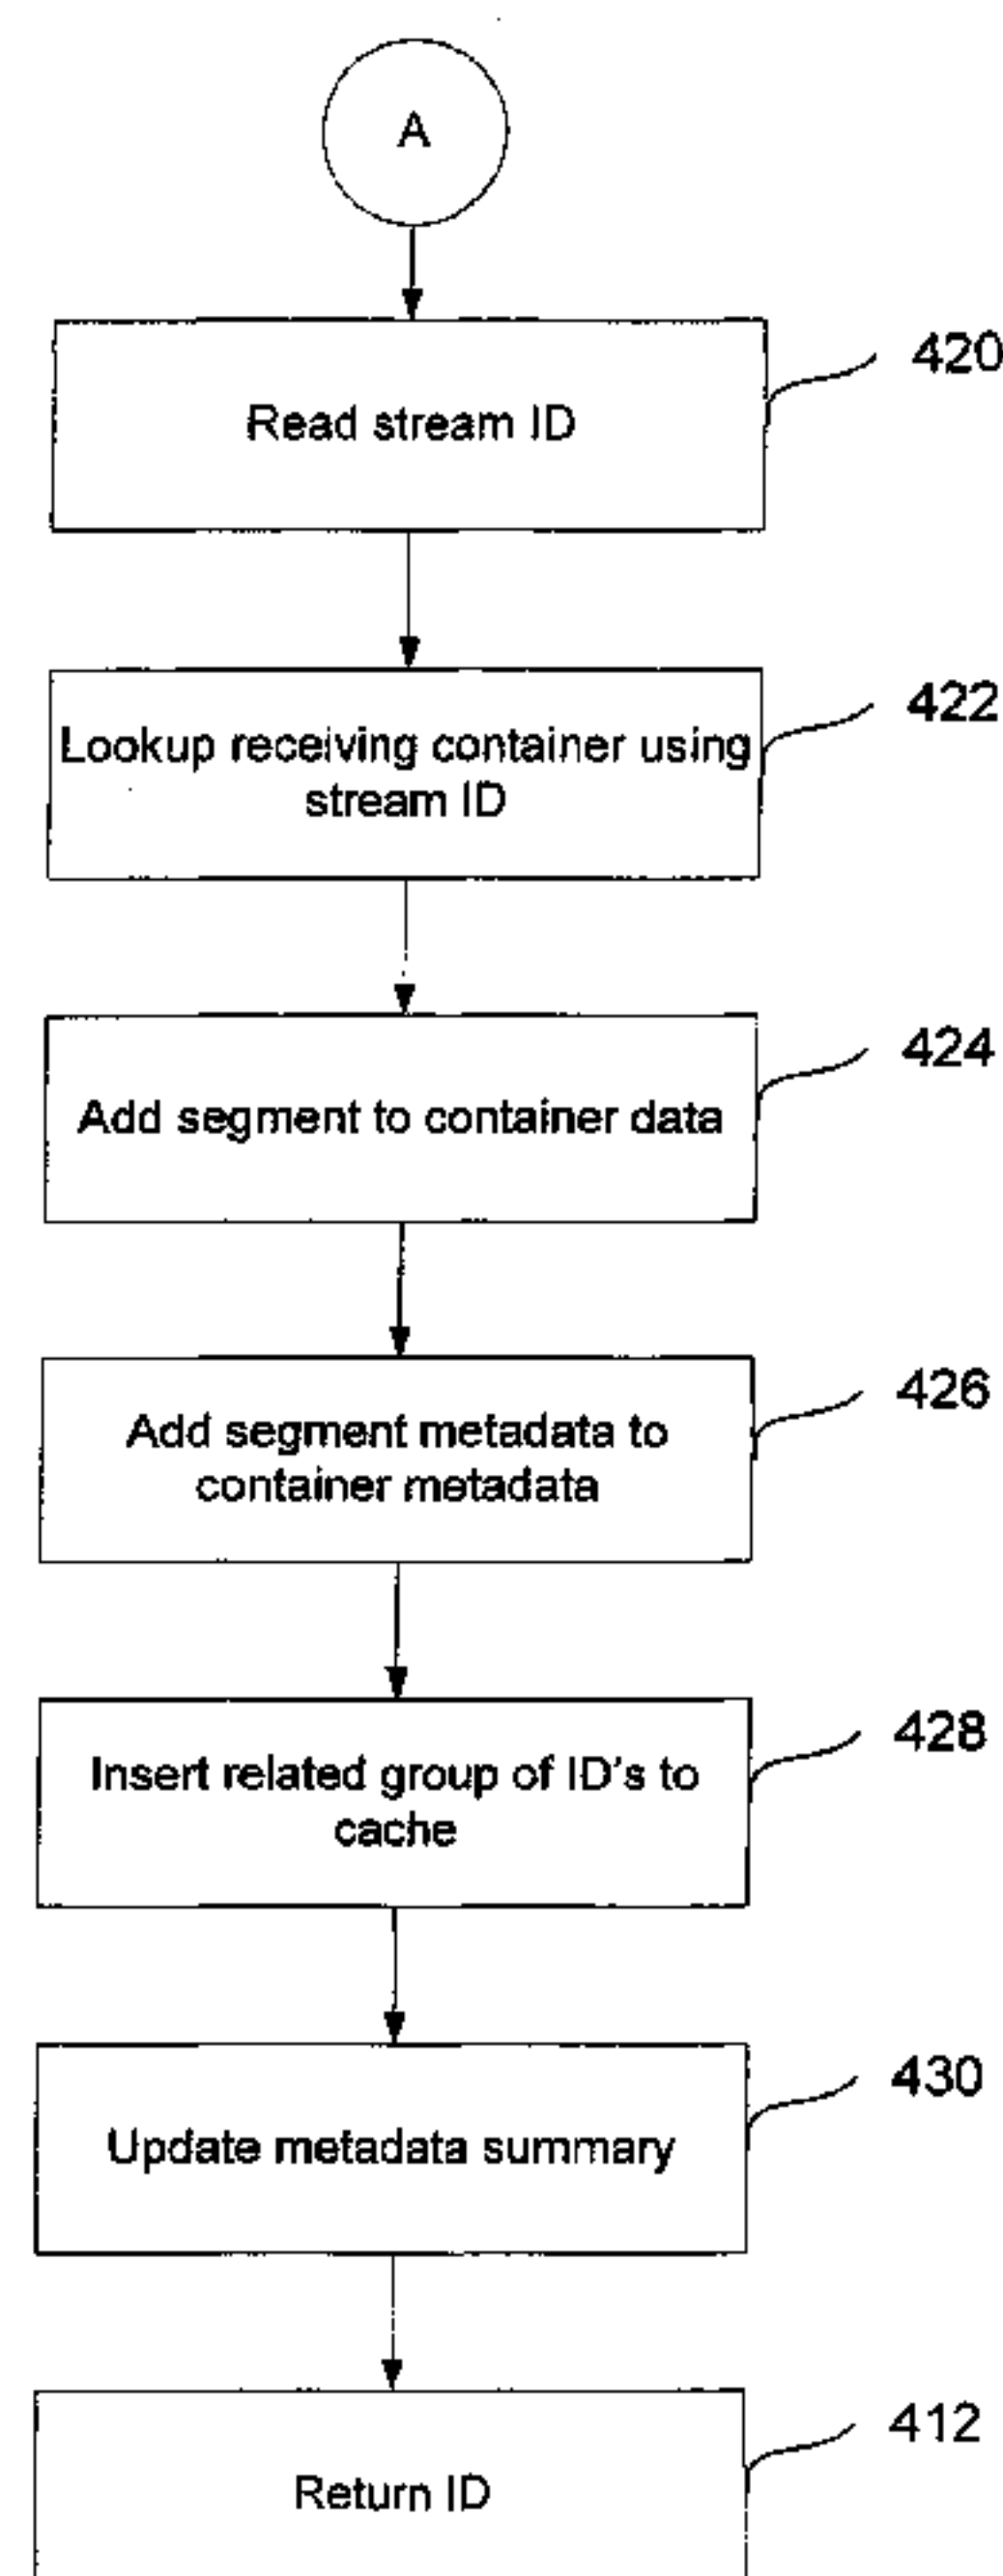 A
Read stream ID
420
Lookup receiving container using
stream ID
422
Add segment to container data
424
Add segment metadata to
container metadata
426
Insert related group of ID's to
cache
428
Update metadata summary
430
Return ID
412